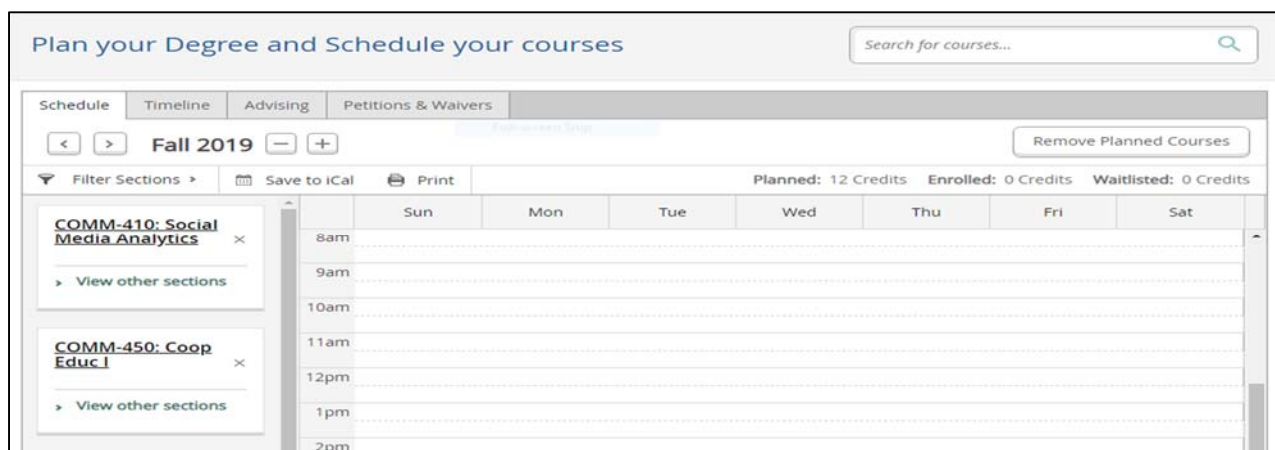 Plan your Degree and Schedule your courses
Search for courses...
Schedule Timeline Advising Petitions & Waivers
< > Fall 2019 − + Remove Planned Courses
Filter Sections > Save to iCal Print Planned: 12 Credits Enrolled: 0 Credits Waitlisted: 0 Credits
Sun Mon Tue Wed Thu Fri Sat
COMM-410: Social
Media Analytics ×
> View other sections
COMM-450: Coop
Educ I ×
> View other sections
8am
9am
10am
11am
12pm
1pm
2pm